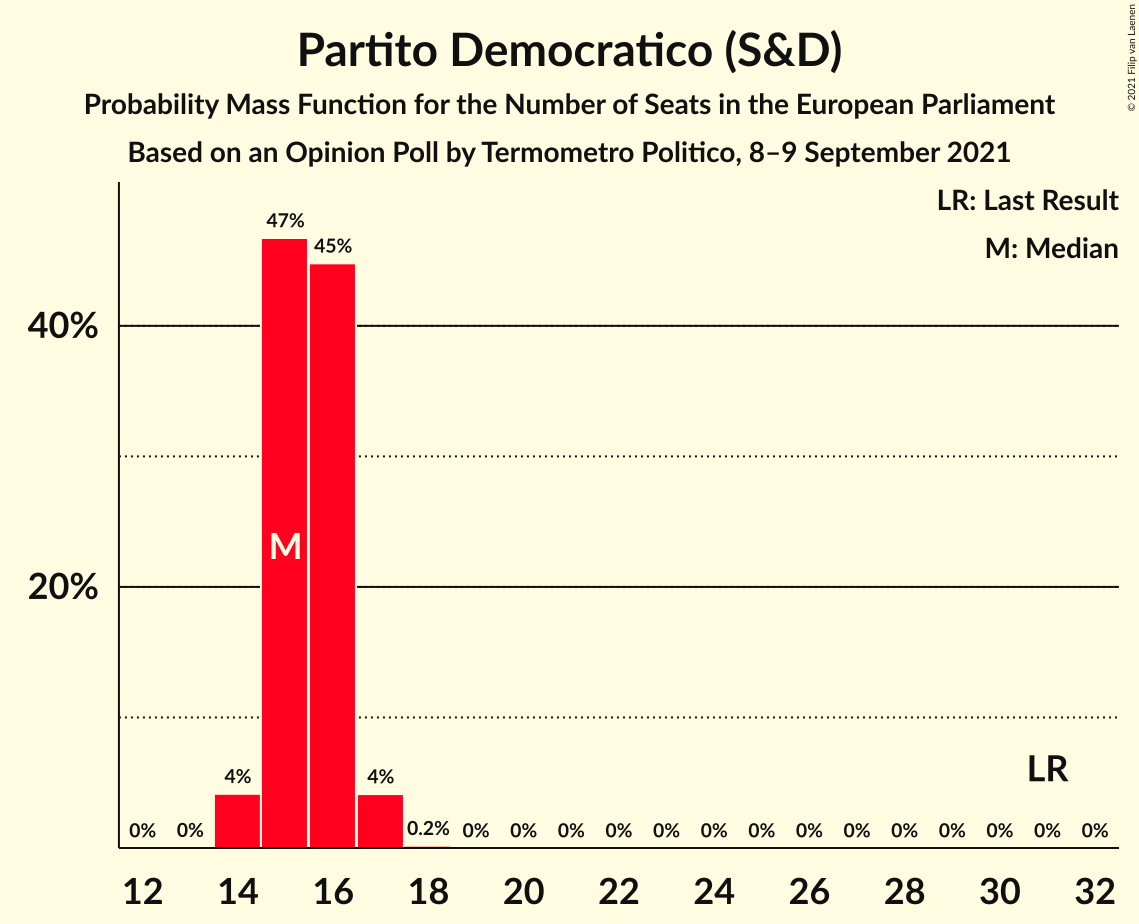 Partito Democratico (S&D)
Probability Mass Function for the Number of Seats in the European Parliament
Based on an Opinion Poll by Termometro Politico, 8–9 September 2021
© 2021 Filip van Laenen
LR: Last Result
M: Median
47%
45%
40%
M
20%
LR
4%
4%
0% 0% 0.2% 0% 0% 0% 0% 0% 0% 0% 0% 0% 0% 0% 0% 0% 0%
12 14 16 18 20 22 24 26 28 30 32